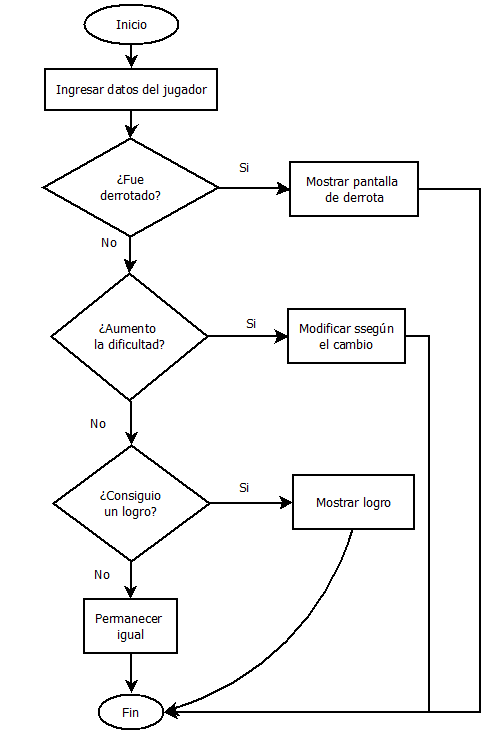 Inicio
Ingresar datos del jugador
¿Fue
derrotado?
Si
Mostrar pantalla
de derrota
No
¿Aumento
la dificultad?
Si
Modificar ssegún
el cambio
No
¿Consiguio
un logro?
Si
Mostrar logro
No
Permanecer
igual
Fin